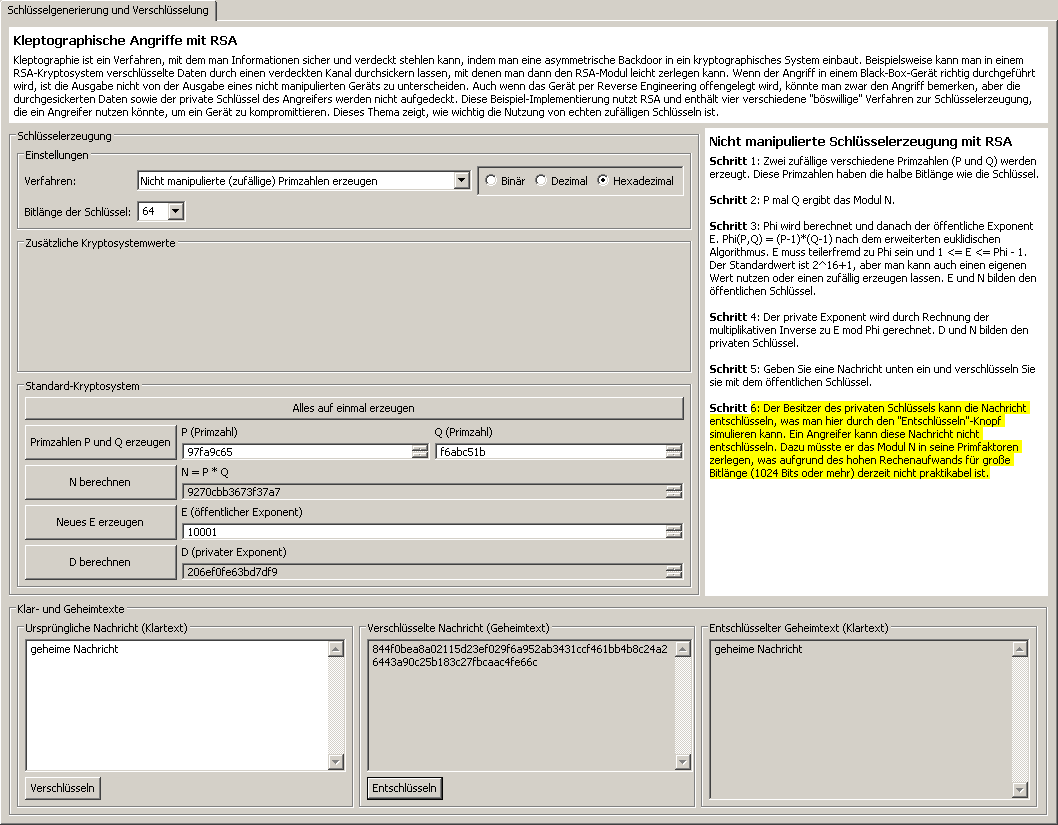 Schlüsselgenerierung und Verschlüsselung
Kleptographische Angriffe mit RSA
Kleptographie ist ein Verfahren, mit dem man Informationen sicher und verdeckt stehlen kann, indem man eine asymmetrische Backdoor in ein kryptographisches System einbaut. Beispielsweise kann man in einem
RSA-Kryptosystem verschlüsselte Daten durch einen verdeckten Kanal durchsickern lassen, mit denen man dann den RSA-Modul leicht zerlegen kann. Wenn der Angriff in einem Black-Box-Gerät richtig durchgeführt
wird, ist die Ausgabe nicht von der Ausgabe eines nicht manipulierten Geräts zu unterscheiden. Auch wenn das Gerät per Reverse Engineering offengelegt wird, könnte man zwar den Angriff bemerken, aber die
durchgesickerten Daten sowie der private Schlüssel des Angreifers werden nicht aufgedeckt. Diese Beispiel-Implementierung nutzt RSA und enthält vier verschiedene "böswillige" Verfahren zur Schlüsselerzeugung,
die ein Angreifer nutzen könnte, um ein Gerät zu kompromittieren. Dieses Thema zeigt, wie wichtig die Nutzung von echten zufälligen Schlüsseln ist.
Schlüsselerzeugung
Einstellungen
Verfahren:
Nicht manipulierte (zufällige) Primzahlen erzeugen
Binär
Dezimal
Hexadezimal
Bitlänge der Schlüssel:
64
Zusätzliche Kryptosystemwerte
Standard-Kryptosystem
Alles auf einmal erzeugen
Primzahlen P und Q erzeugen
P (Primzahl)
97fa9c65
Q (Primzahl)
f6abc51b
N berechnen
N = P * Q
9270cbb3673f37a7
Neues E erzeugen
E (öffentlicher Exponent)
10001
D berechnen
D (privater Exponent)
206ef0fe63bd7df9
Nicht manipulierte Schlüsselerzeugung mit RSA
Schritt 1: Zwei zufällige verschiedene Primzahlen (P und Q) werden
erzeugt. Diese Primzahlen haben die halbe Bitlänge wie die Schlüssel.
Schritt 2: P mal Q ergibt das Modul N.
Schritt 3: Phi wird berechnet und danach der öffentliche Exponent
E. Phi(P,Q) = (P-1)*(Q-1) nach dem erweiterten euklidischen
Algorithmus. E muss teilerfremd zu Phi sein und 1 <= E <= Phi - 1.
Der Standardwert ist 2^16+1, aber man kann auch einen eigenen
Wert nutzen oder einen zufällig erzeugen lassen. E und N bilden den
öffentlichen Schlüssel.
Schritt 4: Der private Exponent wird durch Rechnung der
multiplikativen Inverse zu E mod Phi gerechnet. D und N bilden den
privaten Schlüssel.
Schritt 5: Geben Sie eine Nachricht unten ein und verschlüsseln Sie
sie mit dem öffentlichen Schlüssel.
Schritt 6: Der Besitzer des privaten Schlüssels kann die Nachricht
entschlüsseln, was man hier durch den "Entschlüsseln"-Knopf
simulieren kann. Ein Angreifer kann diese Nachricht nicht
entschlüsseln. Dazu müsste er das Modul N in seine Primfaktoren
zerlegen, was aufgrund des hohen Rechenaufwands für große
Bitlänge (1024 Bits oder mehr) derzeit nicht praktikabel ist.
Klar- und Geheimtexte
Ursprüngliche Nachricht (Klartext)
geheime Nachricht
Verschlüsseln
Verschlüsselte Nachricht (Geheimtext)
844f0bea8a02115d23ef029f6a952ab3431ccf461bb4b8c24a2
6443a90c25b183c27fbcaac4fe66c
Entschlüsseln
Entschlüsselter Geheimtext (Klartext)
geheime Nachricht